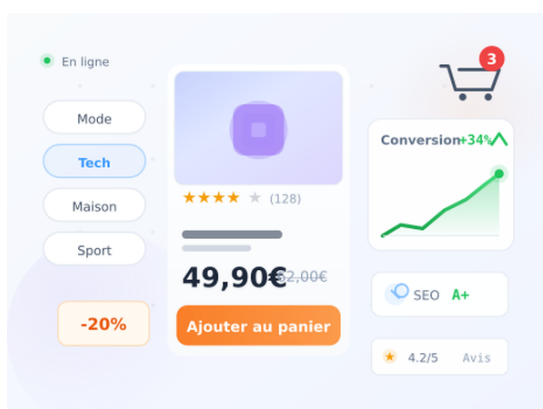 En ligne
Mode
Tech
Maison
Sport
-20%
(128)
49,90€
62,00€
Ajouter au panier
3
Conversion
+34%
SEO A+
4.2/5 Avis